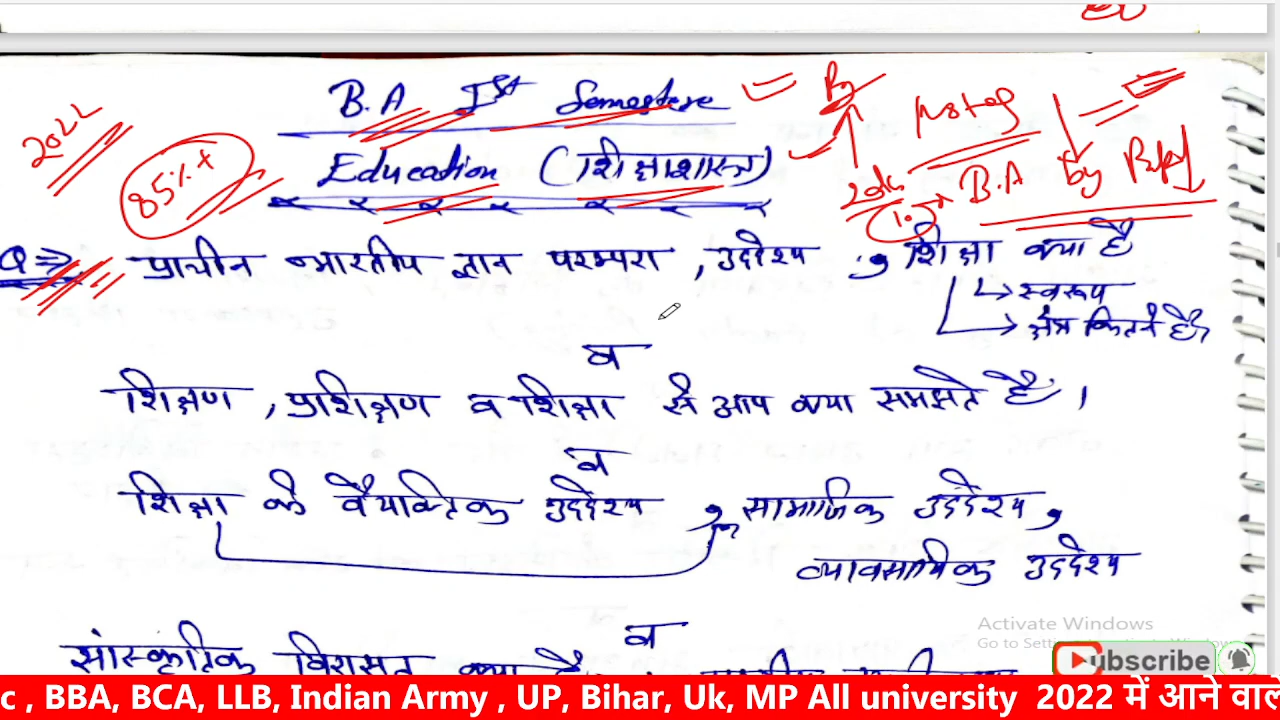 B.A Ist Semestere
Education (शिक्षाशास्त्र)
2022
85%+
Notes
B.A by
Q ⇒ प्राचीन भारतीय ज्ञान परम्परा , उद्देश्य , शिक्षा क्या है
→ स्वरूप
→ क्षेत्र कितने है
व
शिक्षण , प्रशिक्षण व शिक्षा से आप क्या समझते है ।
व
शिक्षा के वैयक्तिक उद्देश्य , सामाजिक उद्देश्य ,
व्यावसायिक उद्देश्य
व
सांस्कृतिक विरासत क्या है
Activate Windows
Subscribe
c , BBA, BCA, LLB, Indian Army , UP, Bihar, Uk, MP All university 2022 में आने वाले